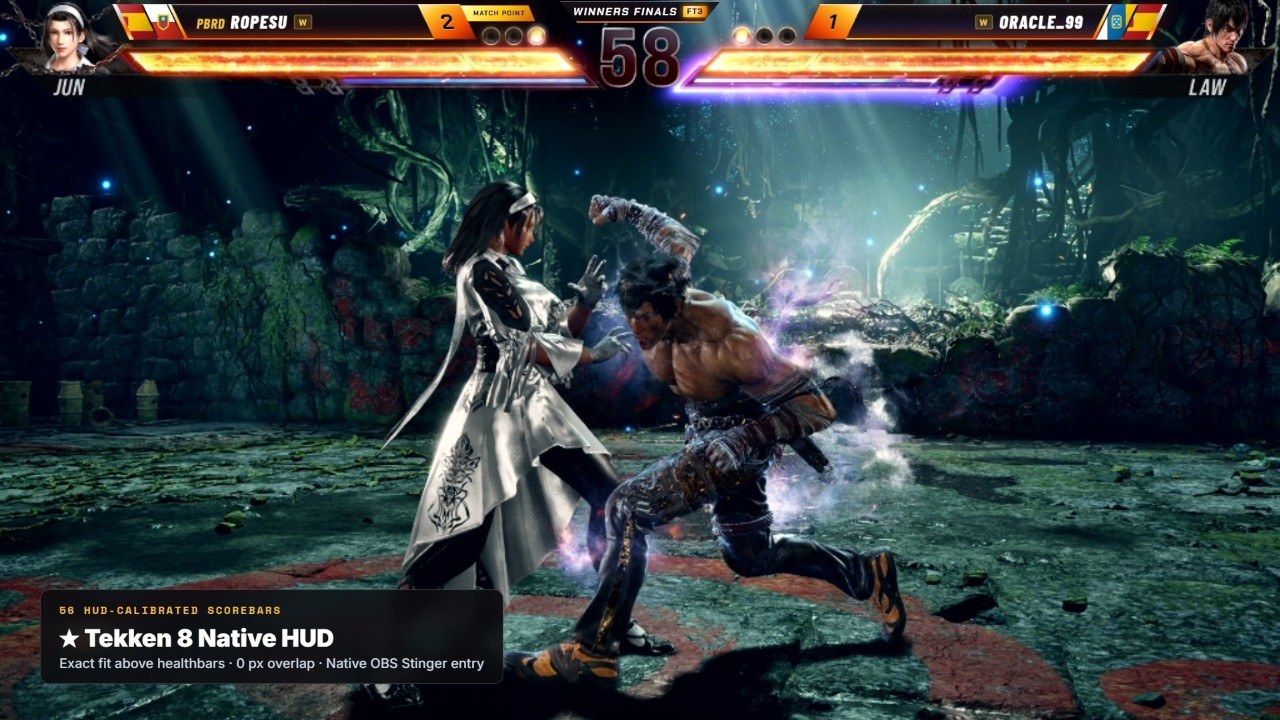 PBRD ROPESU W
2
MATCH POINT
WINNERS FINALS FT3
1
W ORACLE_99
58
JUN
LAW
56 HUD-CALIBRATED SCOREBARS
★ Tekken 8 Native HUD
Exact fit above healthbars · 0 px overlap · Native OBS Stinger entry